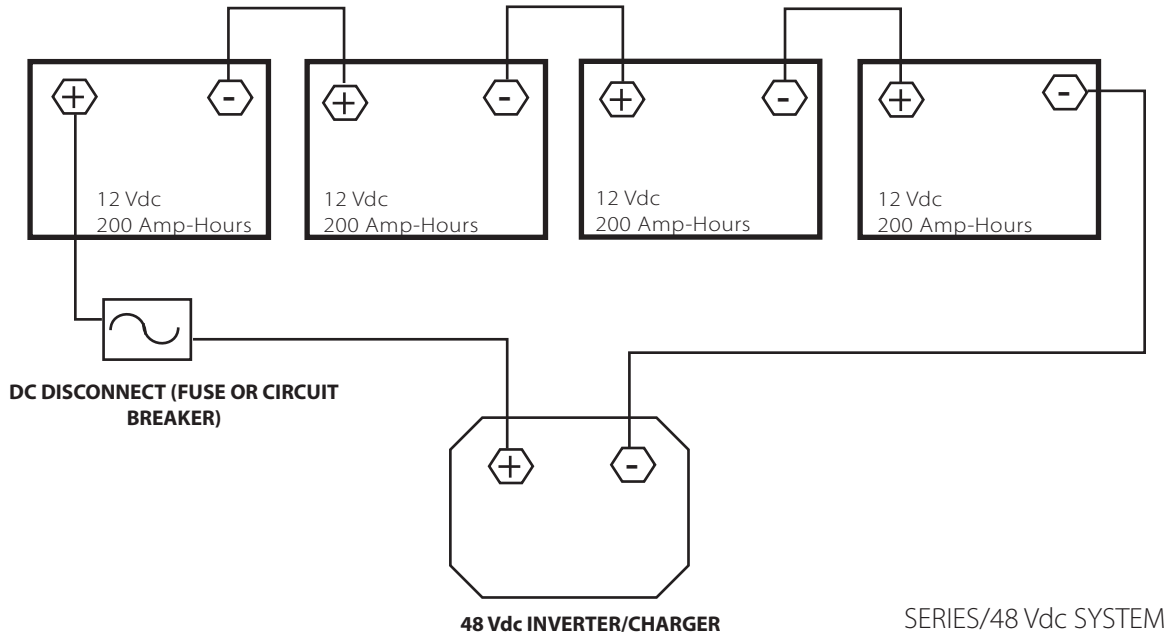 + - + - + - + -
12 Vdc
200 Amp-Hours
12 Vdc
200 Amp-Hours
12 Vdc
200 Amp-Hours
12 Vdc
200 Amp-Hours
DC DISCONNECT (FUSE OR CIRCUIT
BREAKER)
+ -
48 Vdc INVERTER/CHARGER
SERIES/48 Vdc SYSTEM